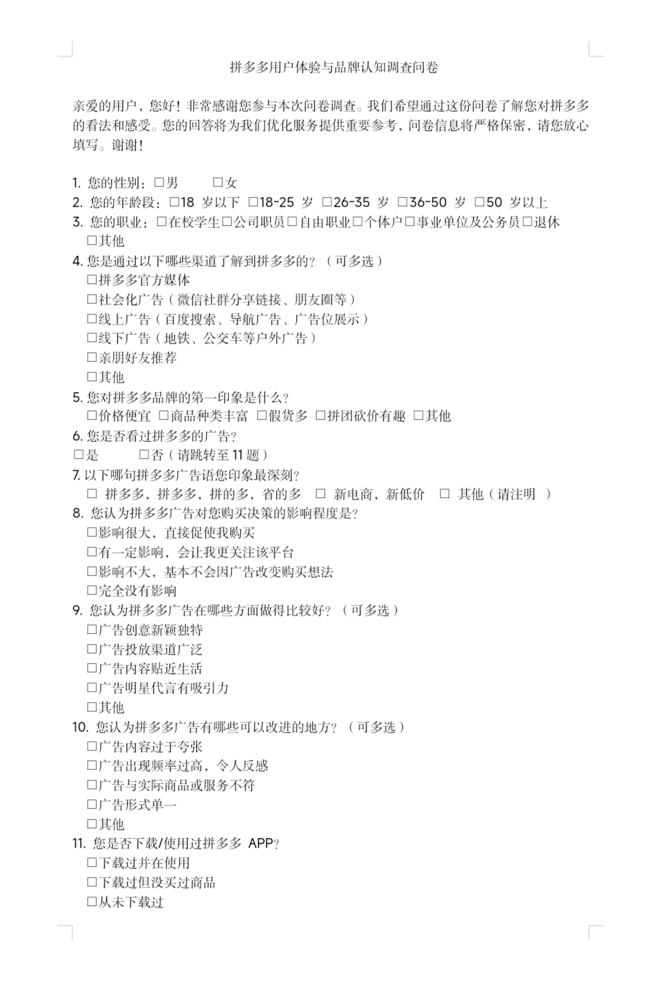 拼多多用户体验与品牌认知调查问卷
亲爱的用户，您好！非常感谢您参与本次问卷调查。我们希望通过这份问卷了解您对拼多多
的看法和感受。您的回答将为我们优化服务提供重要参考，问卷信息将严格保密，请您放心
填写。谢谢！
1. 您的性别：□男 □女
2. 您的年龄段：□18 岁以下 □18-25 岁 □26-35 岁 □36-50 岁 □50 岁以上
3. 您的职业：□在校学生□公司职员□自由职业□个体户□事业单位及公务员□退休
□其他
4. 您是通过以下哪些渠道了解到拼多多的？（可多选）
□拼多多官方媒体
□社会化广告（微信社群分享链接、朋友圈等）
□线上广告（百度搜索、导航广告、广告位展示）
□线下广告（地铁、公交车等户外广告）
□亲朋好友推荐
□其他
5. 您对拼多多品牌的第一印象是什么？
□价格便宜 □商品种类丰富 □假货多 □拼团砍价有趣 □其他
6. 您是否看过拼多多的广告？
□是 □否（请跳转至 11 题）
7. 以下哪句拼多多广告语您印象最深刻？
□ 拼多多，拼多多，拼的多，省的多 □ 新电商，新低价 □ 其他（请注明 ）
8. 您认为拼多多广告对您购买决策的影响程度是？
□影响很大，直接促使我购买
□有一定影响，会让我更关注该平台
□影响不大，基本不会因广告改变购买想法
□完全没有影响
9. 您认为拼多多广告在哪些方面做得比较好？（可多选）
□广告创意新颖独特
□广告投放渠道广泛
□广告内容贴近生活
□广告明星代言有吸引力
□其他
10. 您认为拼多多广告有哪些可以改进的地方？（可多选）
□广告内容过于夸张
□广告出现频率过高，令人反感
□广告与实际商品或服务不符
□广告形式单一
□其他
11. 您是否下载/使用过拼多多 APP？
□下载过并在使用
□下载过但没买过商品
□从未下载过